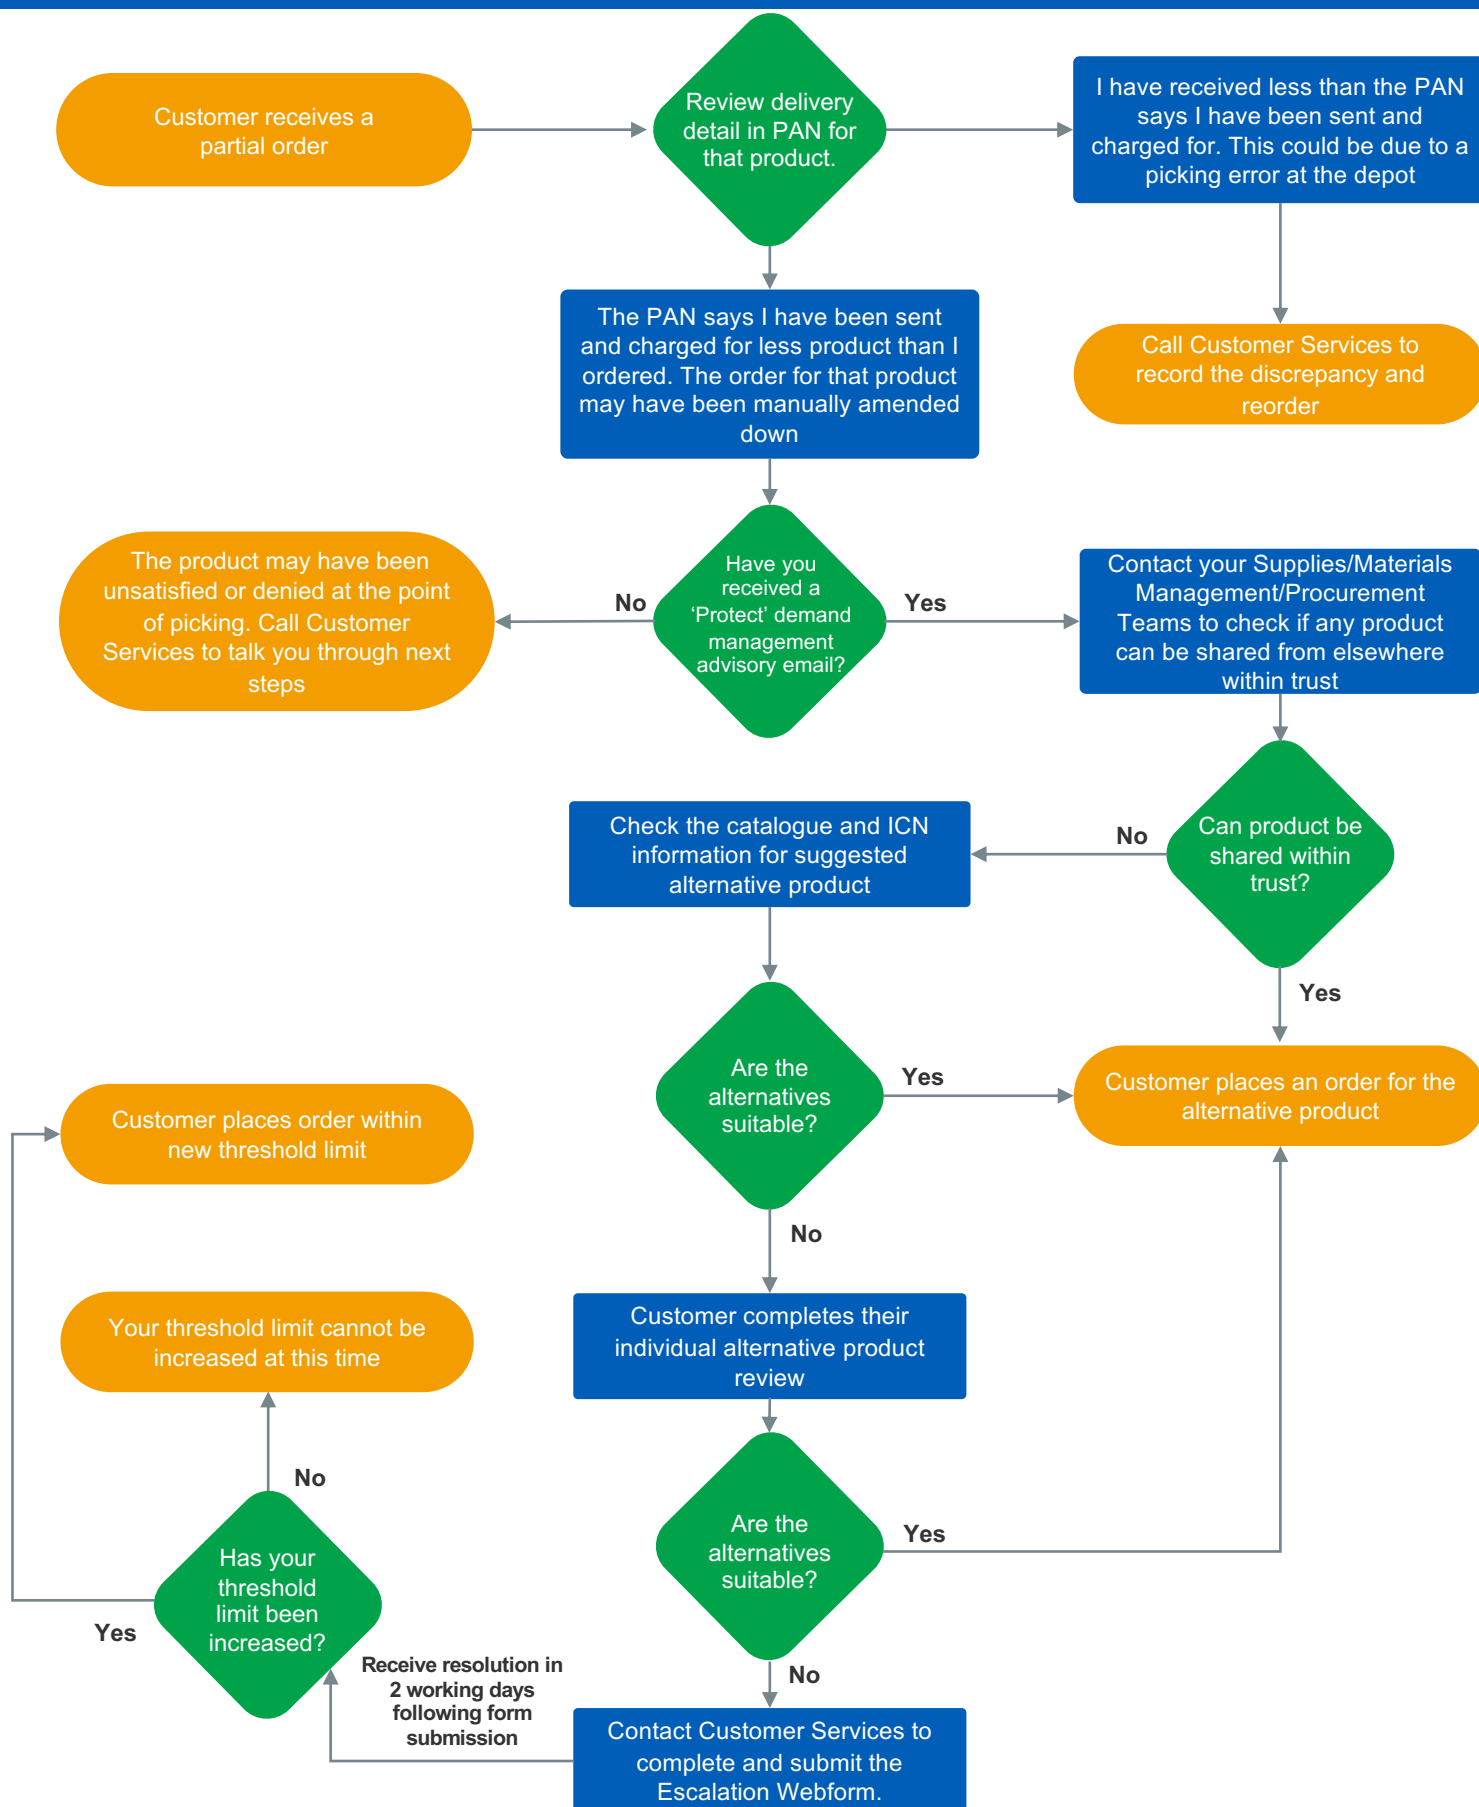 Customer receives a
partial order
Review delivery
detail in PAN for
that product.
I have received less than the PAN
says I have been sent and
charged for. This could be due to a
picking error at the depot
The PAN says I have been sent
and charged for less product than I
ordered. The order for that product
may have been manually amended
down
Call Customer Services to
record the discrepancy and
reorder
The product may have been
unsatisfied or denied at the point
of picking. Call Customer
Services to talk you through next
steps
No
Have you
received a
‘Protect’ demand
management
advisory email?
Yes
Contact your Supplies/Materials
Management/Procurement
Teams to check if any product
can be shared from elsewhere
within trust
Check the catalogue and ICN
information for suggested
alternative product
No
Can product be
shared within
trust?
Yes
Are the
alternatives
suitable?
Yes
Customer places an order for the
alternative product
Customer places order within
new threshold limit
No
Your threshold limit cannot be
increased at this time
Customer completes their
individual alternative product
review
No
Are the
alternatives
suitable?
Yes
Has your
threshold
limit been
increased?
Yes
Receive resolution in
2 working days
following form
submission
No
Contact Customer Services to
complete and submit the
Escalation Webform.